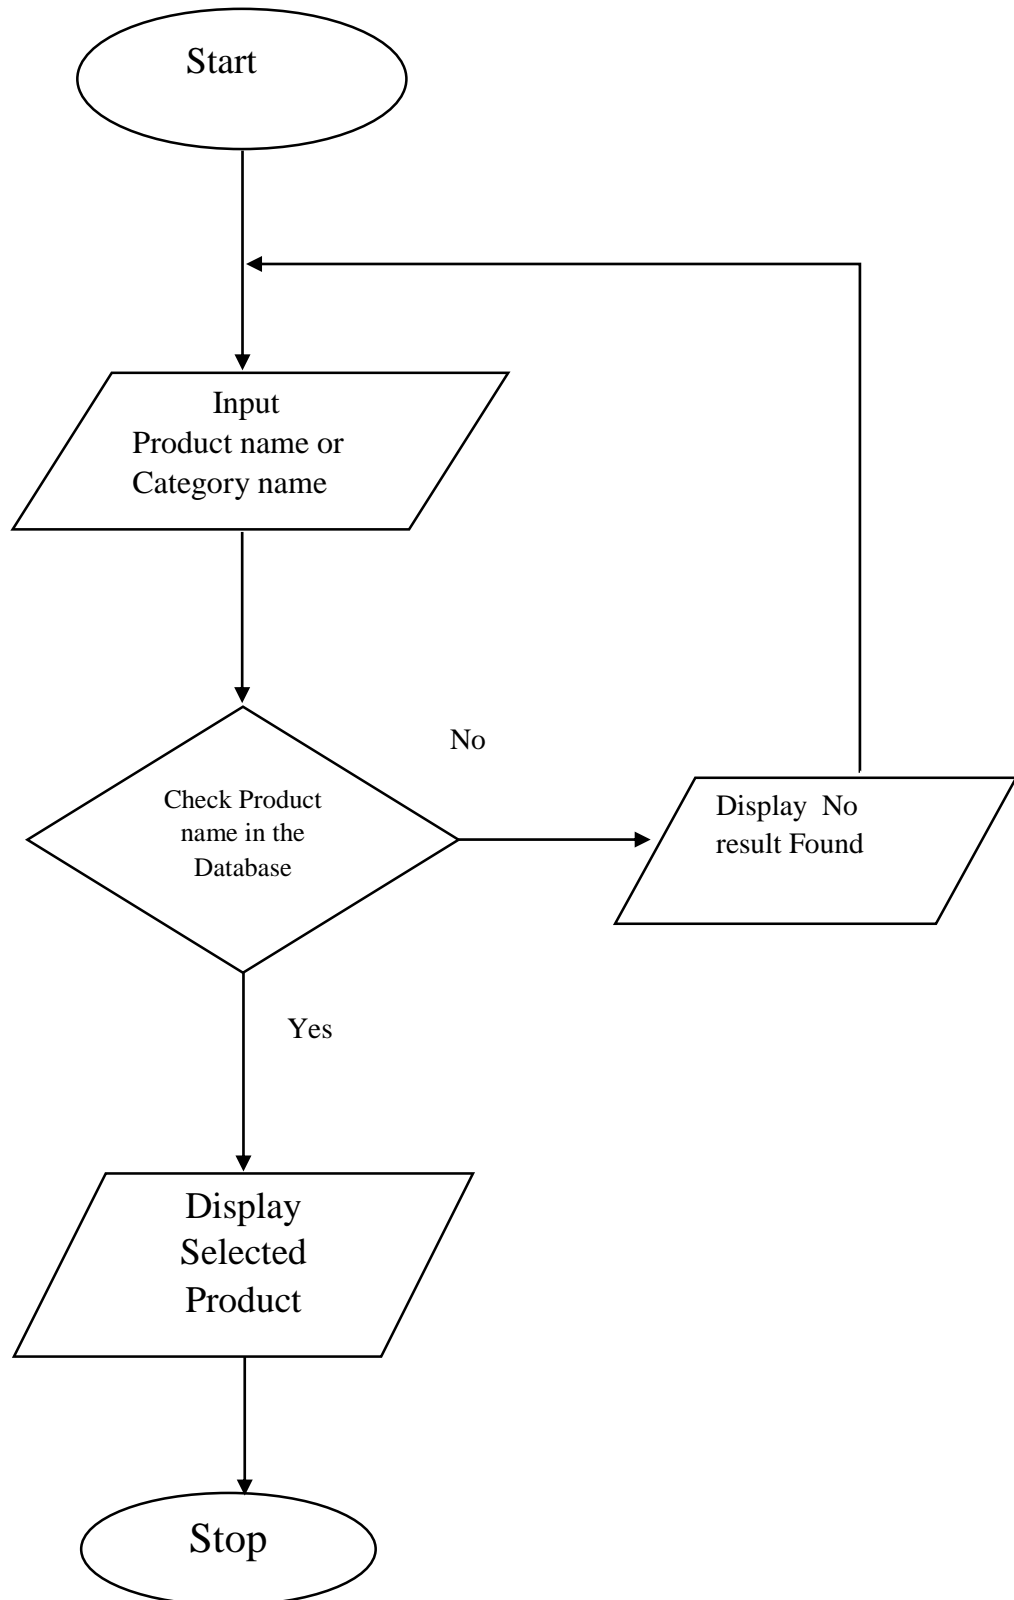 Start
Input
Product name or
Category name
No
Check Product
name in the
Database
Display  No
result Found
Yes
Display
Selected
Product
Stop